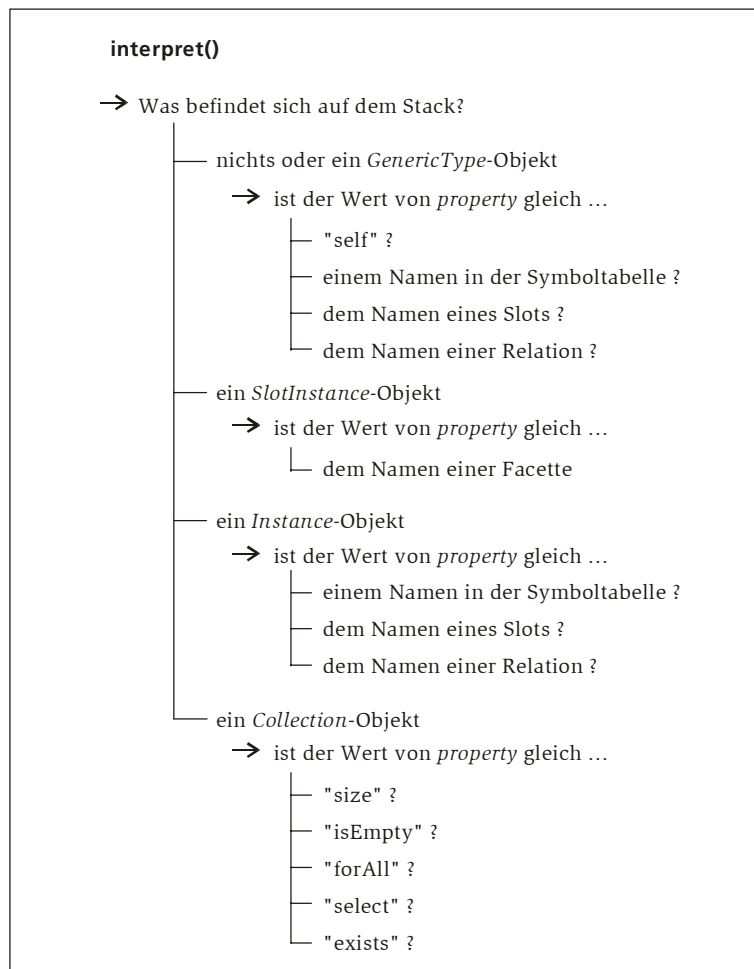 interpret()
Was befindet sich auf dem Stack?
nichts oder ein GenericType-Objekt
ist der Wert von property gleich ...
"self" ?
einem Namen in der Symboltabelle ?
dem Namen eines Slots ?
dem Namen einer Relation ?
ein SlotInstance-Objekt
ist der Wert von property gleich ...
dem Namen einer Facette
ein Instance-Objekt
ist der Wert von property gleich ...
einem Namen in der Symboltabelle ?
dem Namen eines Slots ?
dem Namen einer Relation ?
ein Collection-Objekt
ist der Wert von property gleich ...
"size" ?
"isEmpty" ?
"forAll" ?
"select" ?
"exists" ?